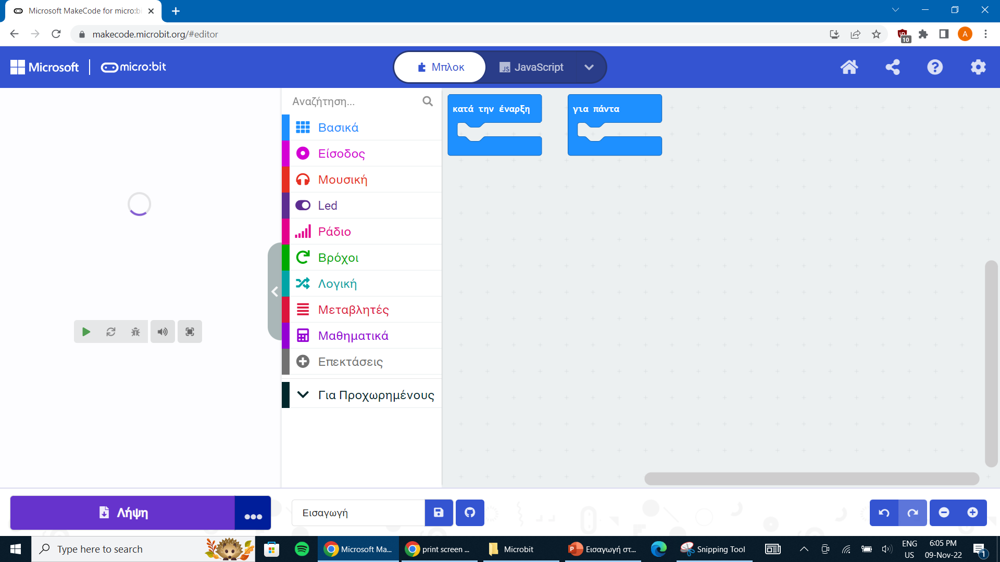 Microsoft MakeCode for micro:bi
makecode.microbit.org/#editor
10
A
Microsoft
micro:bit
Μπλοκ
JS
JavaScript
Αναζήτηση...
Βασικά
Είσοδος
Μουσική
Led
Ράδιο
Βρόχοι
Λογική
Μεταβλητές
Μαθηματικά
Επεκτάσεις
Για Προχωρημένους
κατά την έναρξη
για πάντα
Λήψη
Εισαγωγή
Type here to search
Microsoft Ma...
print screen ...
Microbit
Εισαγωγή στ...
Snipping Tool
ENG
US
6:05 PM
09-Nov-22
1